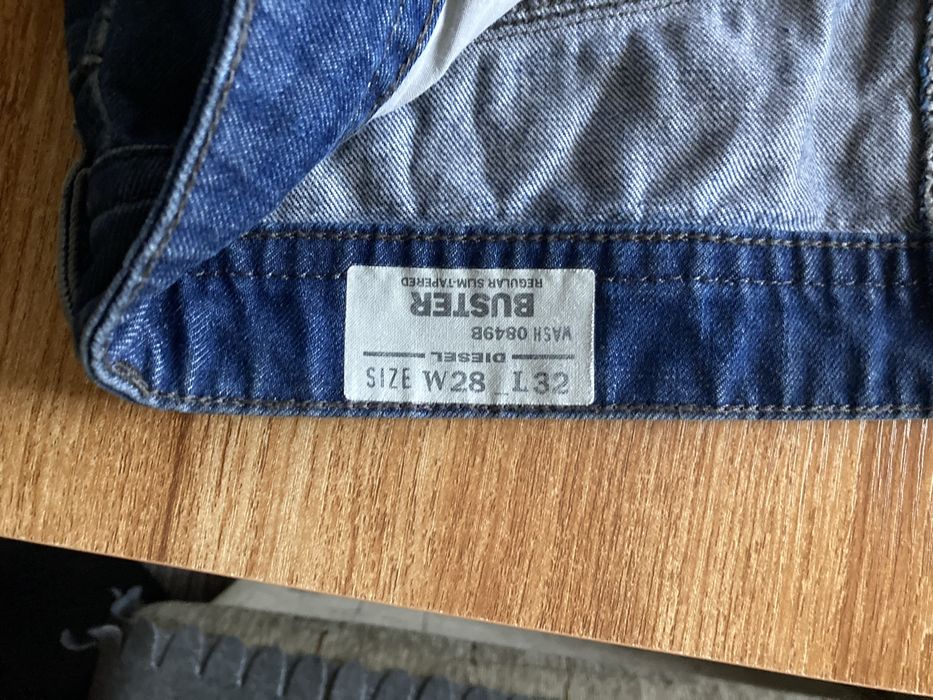 SIZE W28 L32
DIESEL
WASH 0849B
BUSTER
REGULAR SLIM-TAPERED